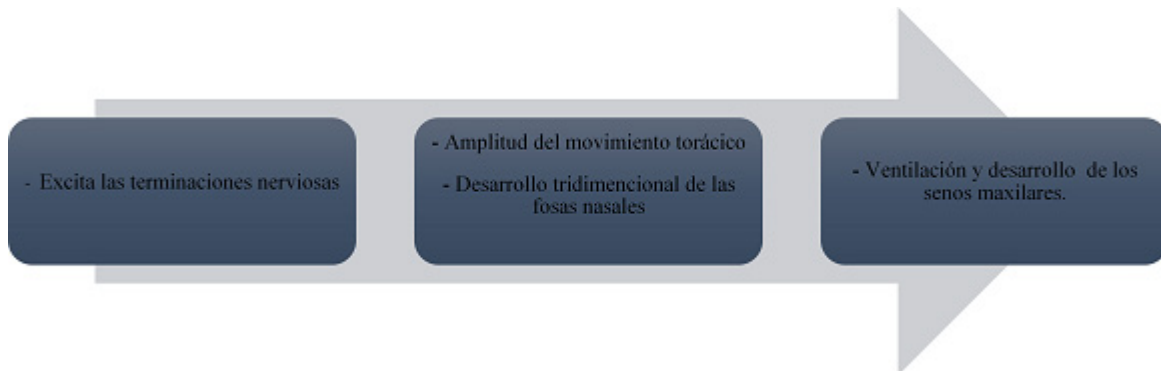 - Excita las terminaciones nerviosas
- Amplitud del movimiento torácico
- Desarrollo tridimencional de las
fosas nasales
- Ventilación y desarrollo de los
senos maxilares.